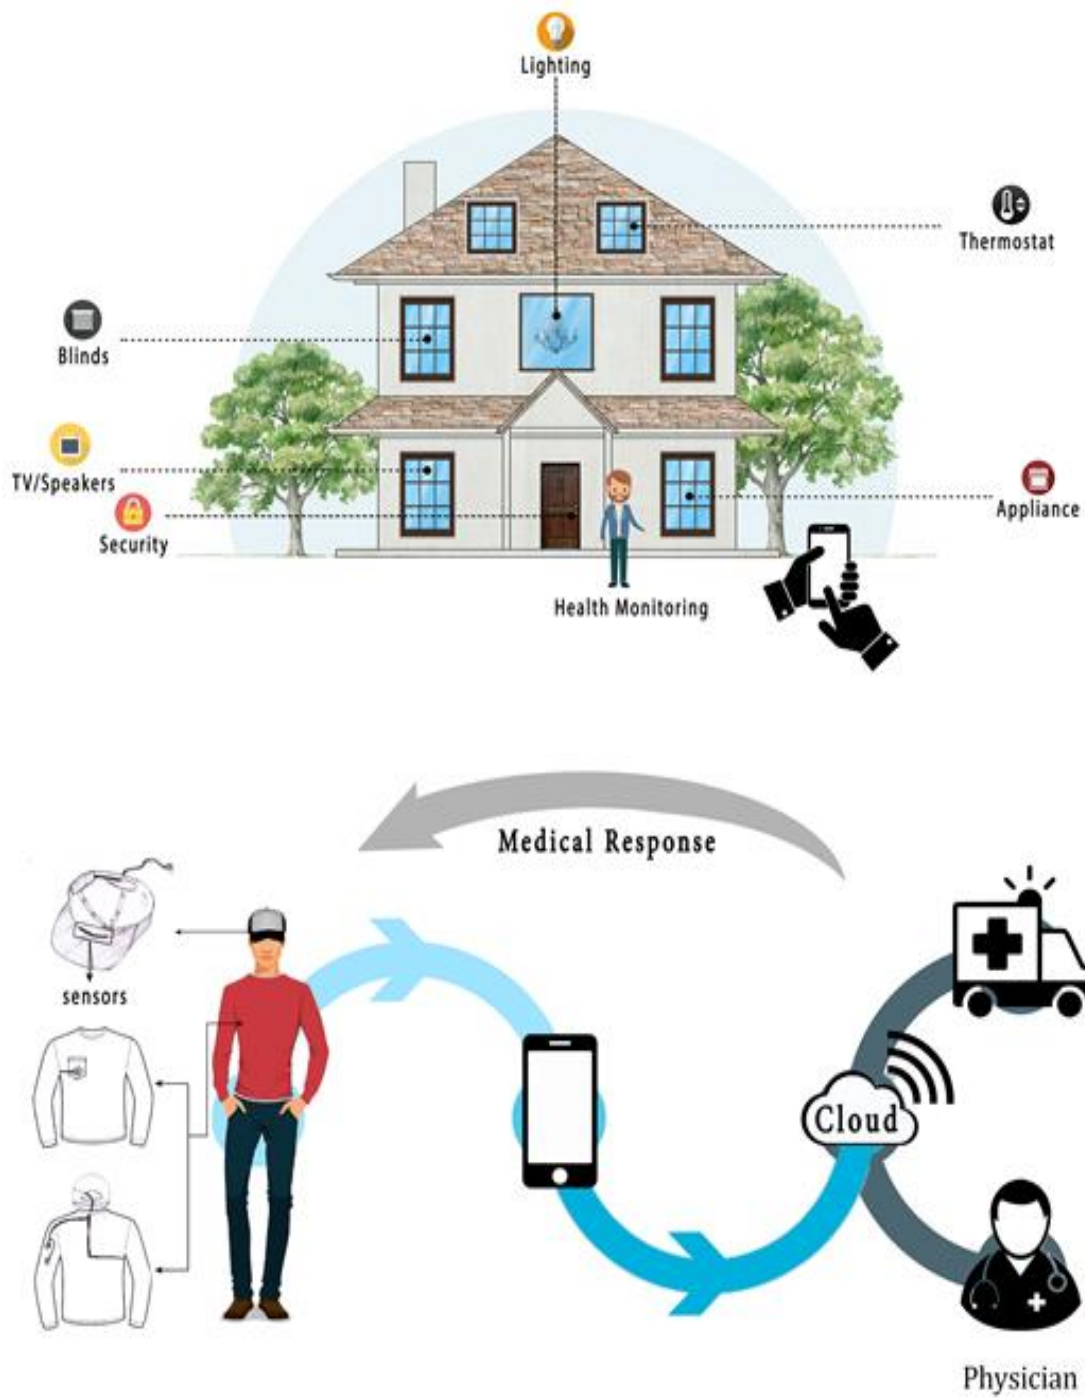 Lighting
Thermostat
Blinds
TV/Speakers
Security
Appliance
Health Monitoring
Medical Response
sensors
Cloud
Physician